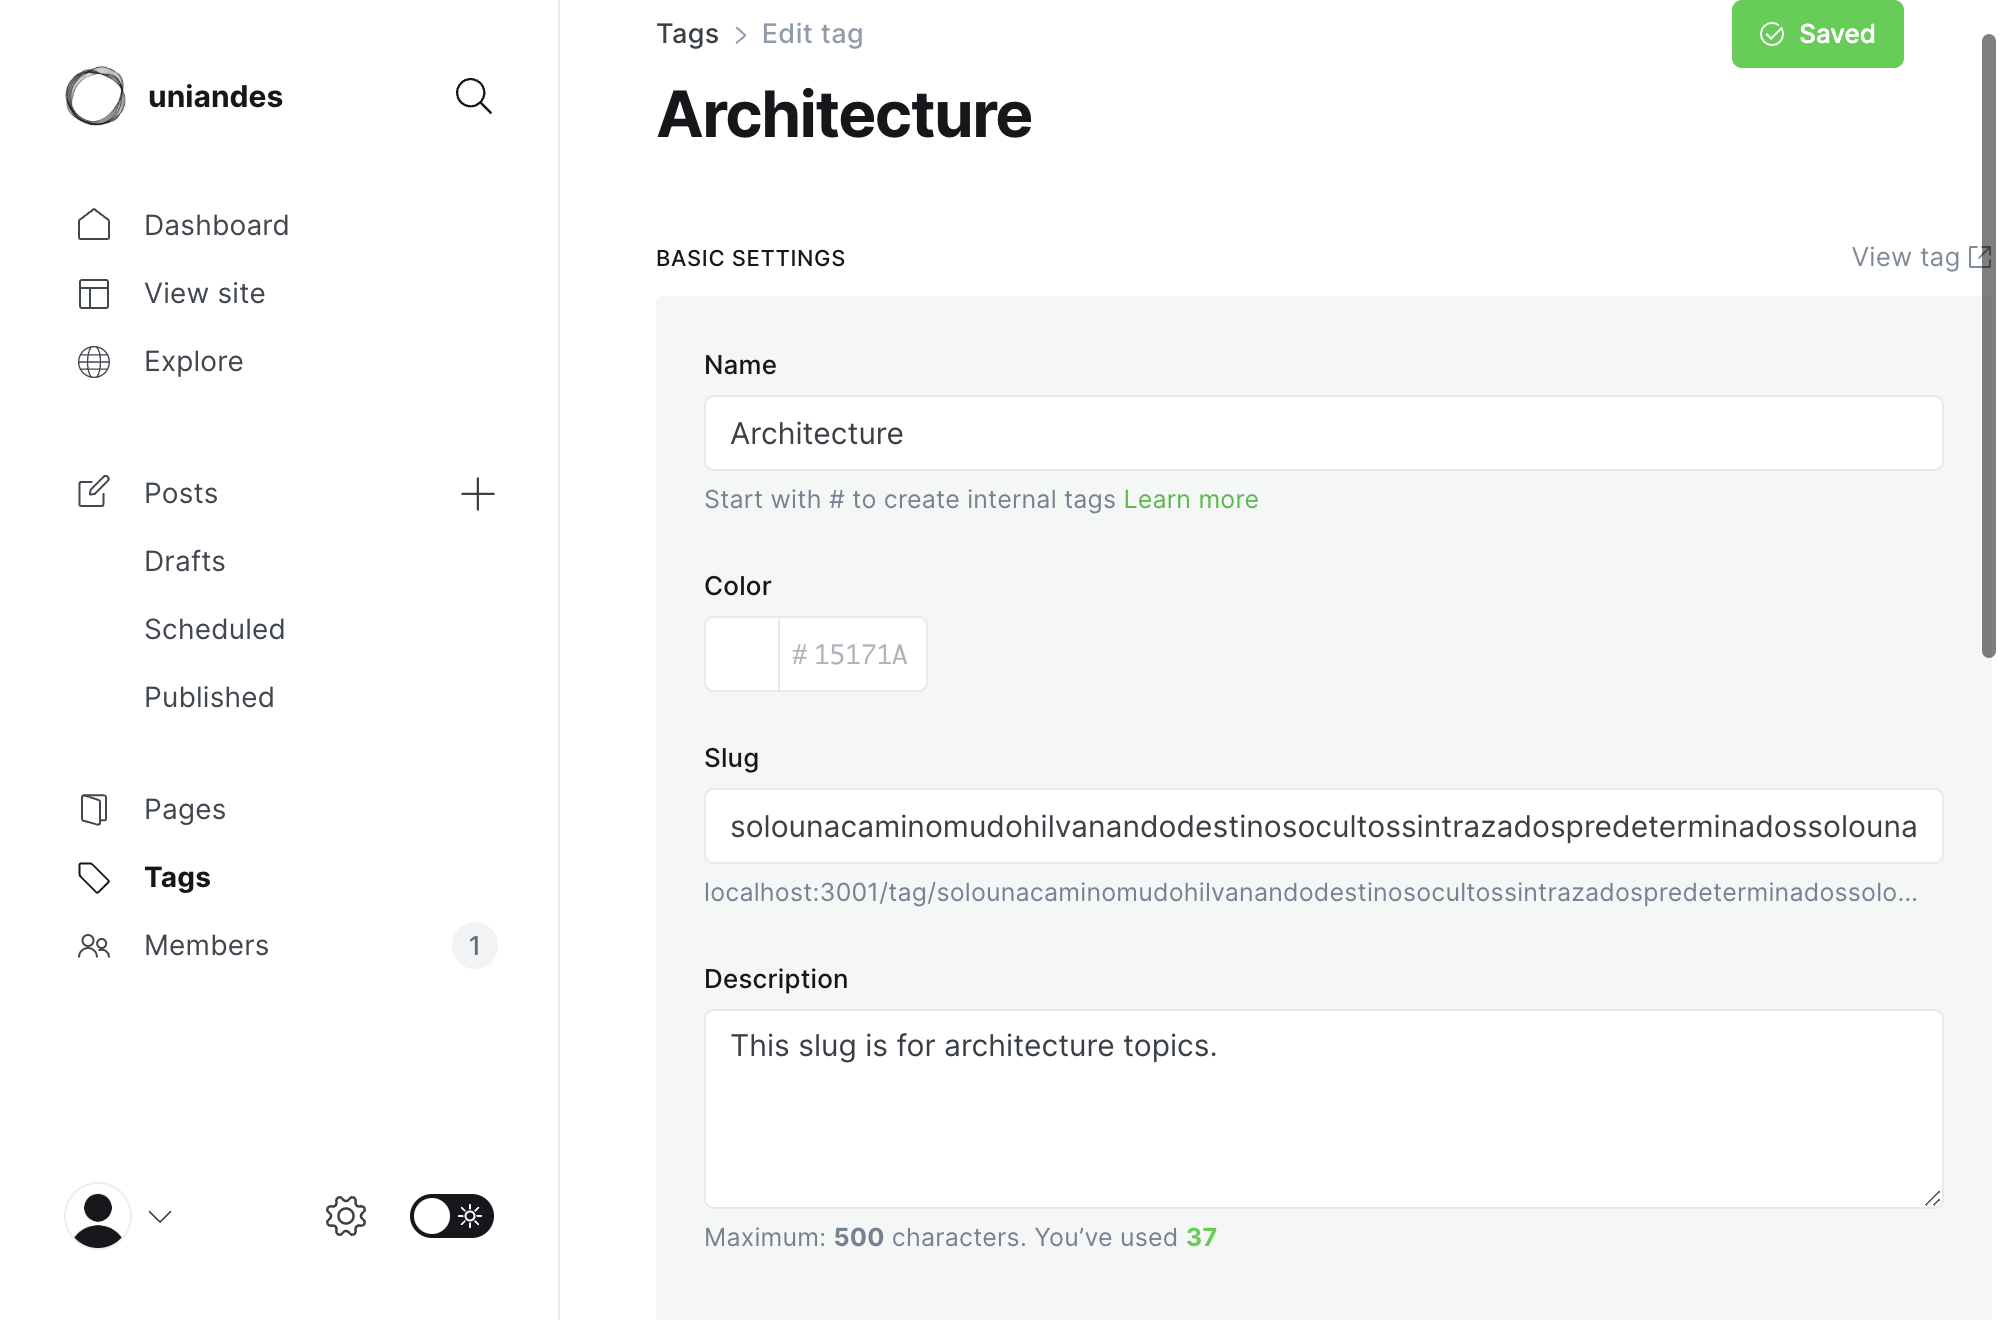 uniandes
Dashboard
View site
Explore
Posts
Drafts
Scheduled
Published
Pages
Tags
Members 1
Tags > Edit tag
Saved
Architecture
BASIC SETTINGS
View tag
Name
Architecture
Start with # to create internal tags Learn more
Color
# 15171A
Slug
solounacaminomudohilvanandodestinosocultossintrazadospredeterminadossolouna
localhost:3001/tag/solounacaminomudohilvanandodestinosocultossintrazadospredeterminadossolo...
Description
This slug is for architecture topics.
Maximum: 500 characters. You’ve used 37